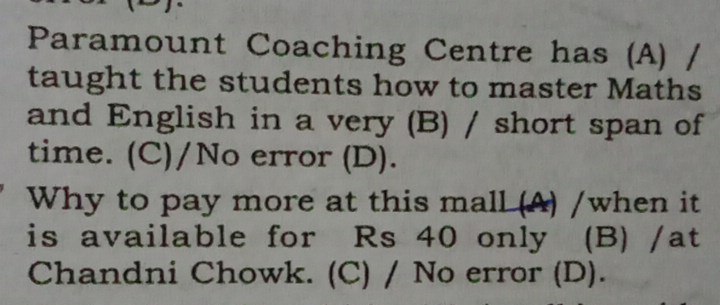 Paramount Coaching Centre has (A) /
taught the students how to master Maths
and English in a very (B) / short span of
time. (C)/No error (D).
Why to pay more at this mall (A) /when it
is available for Rs 40 only (B) /at
Chandni Chowk. (C) / No error (D).